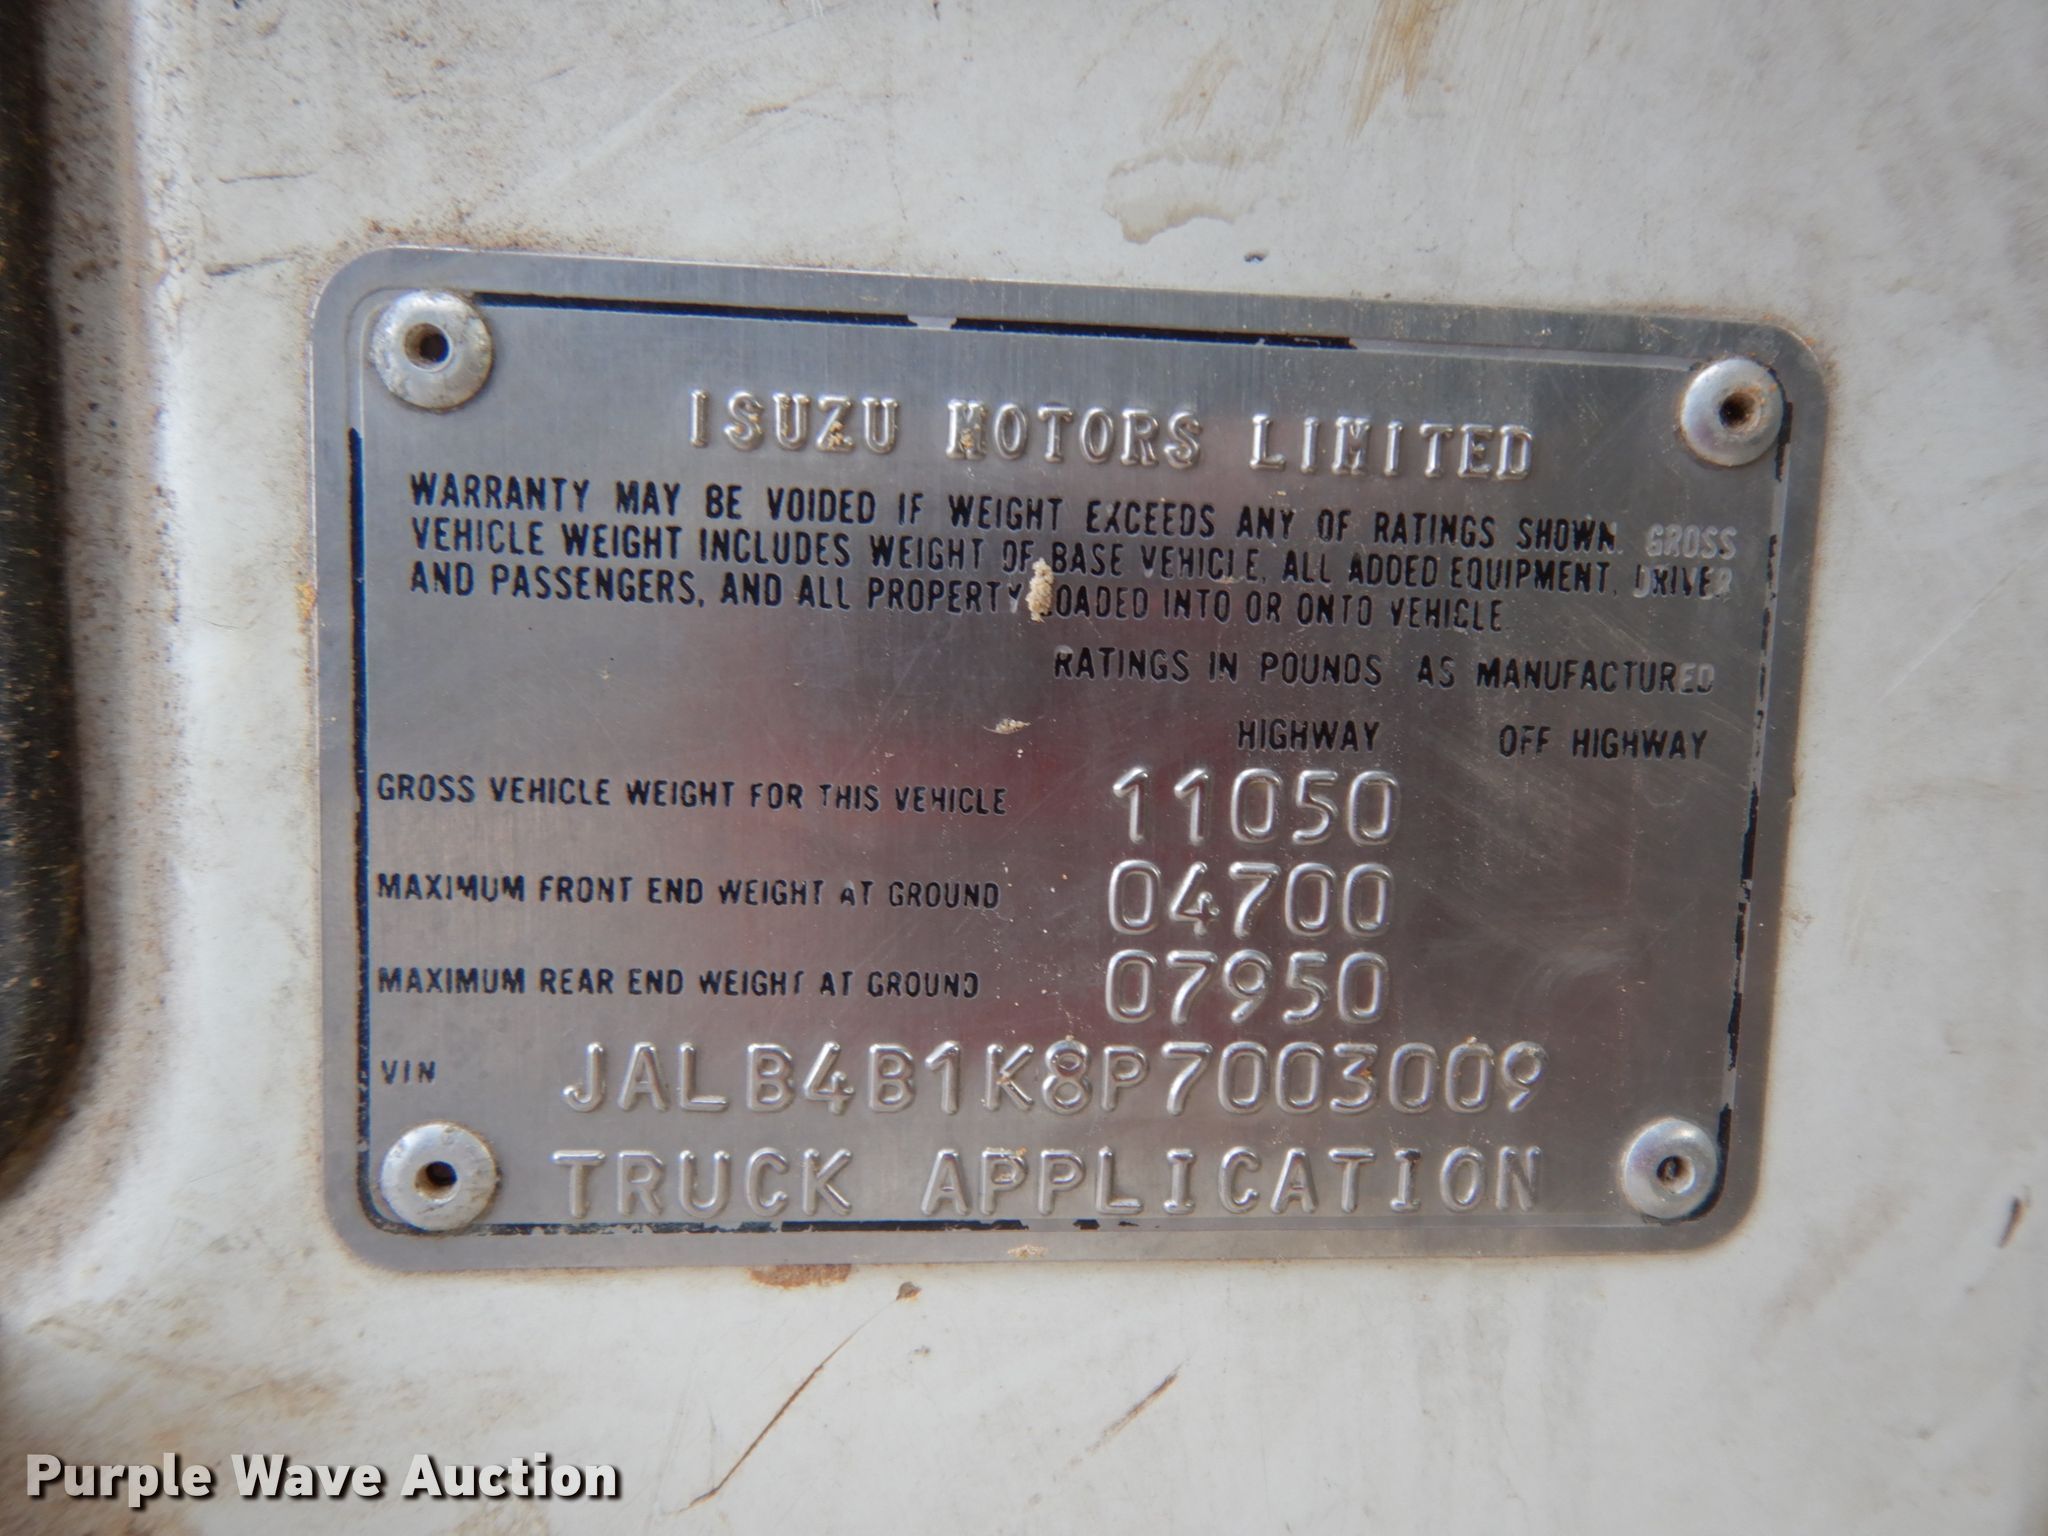 ISUZU MOTORS LIMITED
WARRANTY MAY BE VOIDED IF WEIGHT EXCEEDS ANY OF RATINGS SHOWN. GROSS
VEHICLE WEIGHT INCLUDES WEIGHT OF BASE VEHICLE, ALL ADDED EQUIPMENT, DRIVER
AND PASSENGERS, AND ALL PROPERTY LOADED INTO OR ONTO VEHICLE
RATINGS IN POUNDS AS MANUFACTURED
HIGHWAY OFF HIGHWAY
GROSS VEHICLE WEIGHT FOR THIS VEHICLE 11050
MAXIMUM FRONT END WEIGHT AT GROUND 04700
MAXIMUM REAR END WEIGHT AT GROUND 07950
VIN JALB4B1K8P7003009
TRUCK APPLICATION
Purple Wave Auction